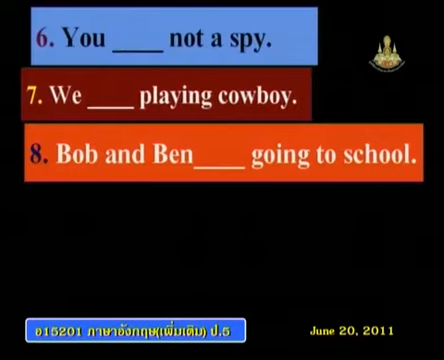 6. You ____ not a spy.
7. We ____ playing cowboy.
8. Bob and Ben____ going to school.
อ15201 ภาษาอังกฤษ(เพิ่มเติม) ป.5
June 20, 2011